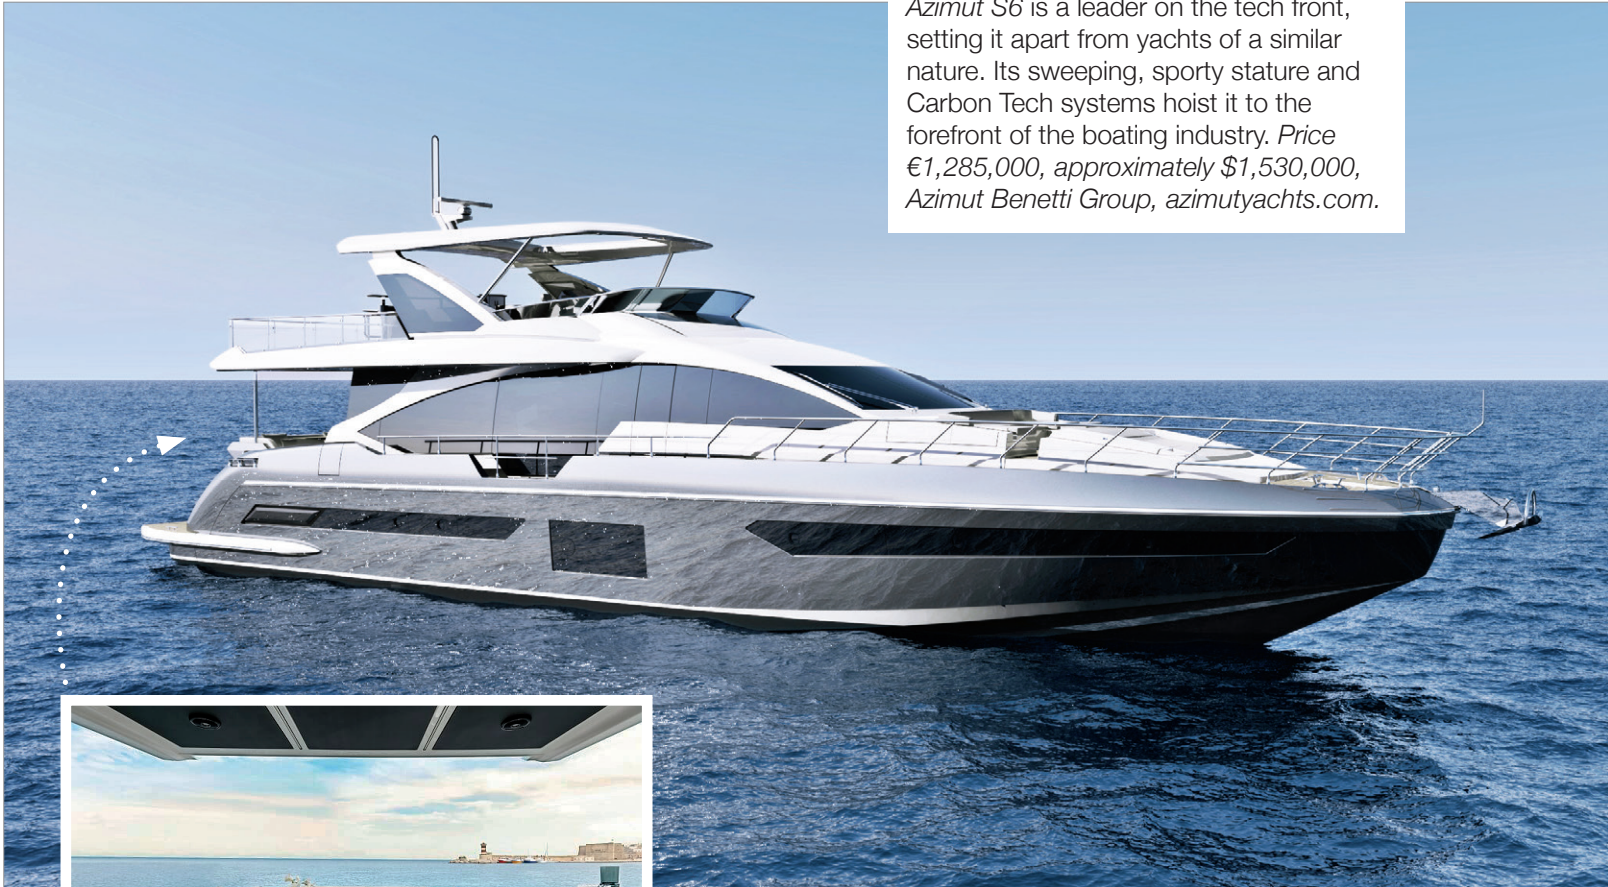 Azimut S6 is a leader on the tech front,
setting it apart from yachts of a similar
nature. Its sweeping, sporty stature and
Carbon Tech systems hoist it to the
forefront of the boating industry. Price
€1,285,000, approximately $1,530,000,
Azimut Benetti Group, azimutyachts.com.